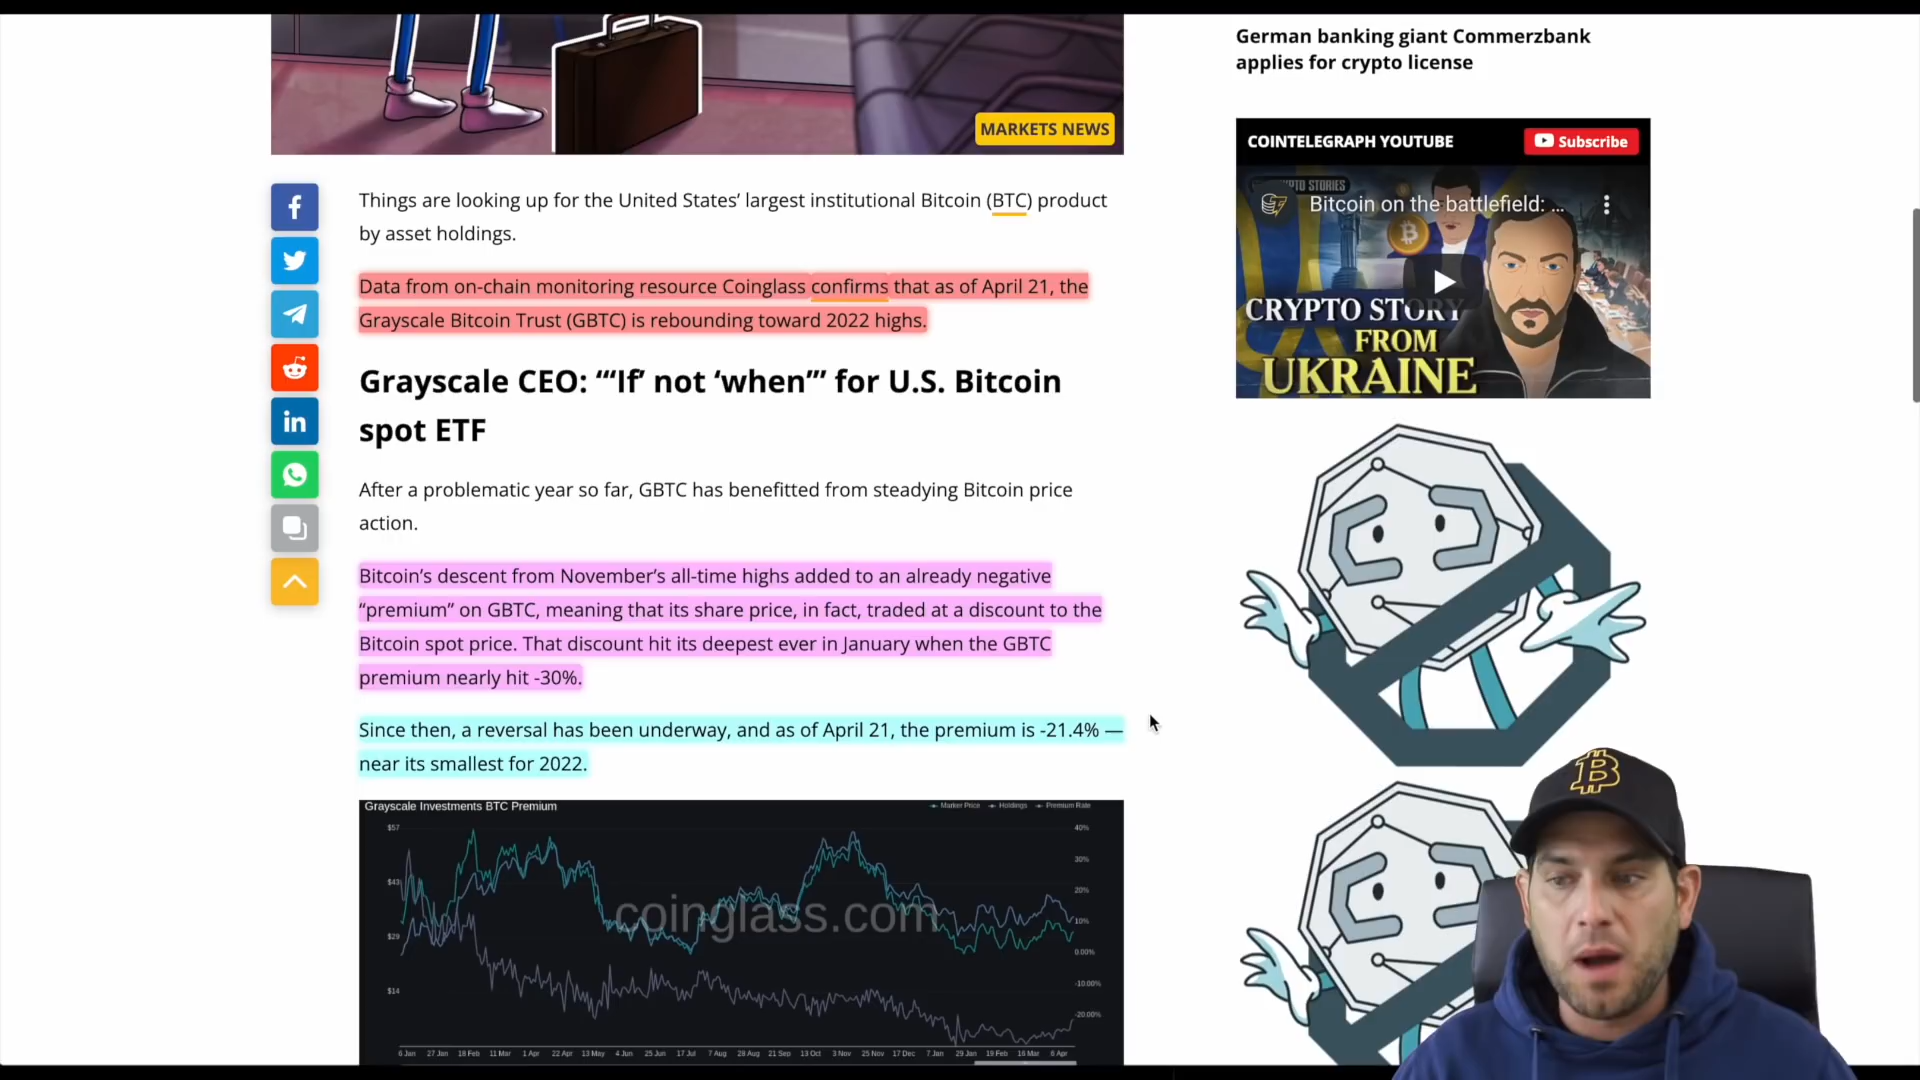 German banking giant Commerzbank
applies for crypto license
MARKETS NEWS
COINTELEGRAPH YOUTUBE
Subscribe
CRYPTO STORIES
Bitcoin on the battlefield: ...
CRYPTO STORY
FROM
UKRAINE
Things are looking up for the United States’ largest institutional Bitcoin (BTC) product
by asset holdings.
Data from on-chain monitoring resource Coinglass confirms that as of April 21, the
Grayscale Bitcoin Trust (GBTC) is rebounding toward 2022 highs.
Grayscale CEO: “‘If’ not ‘when’” for U.S. Bitcoin
spot ETF
After a problematic year so far, GBTC has benefitted from steadying Bitcoin price
action.
Bitcoin’s descent from November’s all-time highs added to an already negative
“premium” on GBTC, meaning that its share price, in fact, traded at a discount to the
Bitcoin spot price. That discount hit its deepest ever in January when the GBTC
premium nearly hit -30%.
Since then, a reversal has been underway, and as of April 21, the premium is -21.4% —
near its smallest for 2022.
Grayscale Investments BTC Premium
Market Price Holdings Premium Rate
$57
$43
$29
$14
40%
30%
20%
10%
0.00%
-10.00%
-20.00%
coinglass.com
6 Jan 27 Jan 18 Feb 11 Mar 1 Apr 22 Apr 13 May 4 Jun 25 Jun 17 Jul 7 Aug 28 Aug 21 Sep 13 Oct 3 Nov 25 Nov 17 Dec 7 Jan 29 Jan 19 Feb 16 Mar 6 Apr